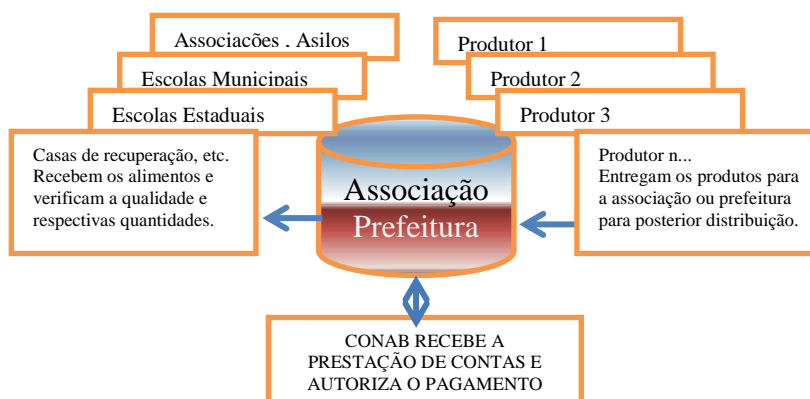 Associações , Asilos
Escolas Municipais
Escolas Estaduais
Casas de recuperação, etc.
Recebem os alimentos e
verificam a qualidade e
respectivas quantidades.
Produtor 1
Produtor 2
Produtor 3
Produtor n...
Entregam os produtos para
a associação ou prefeitura
para posterior distribuição.
Associação
Prefeitura
CONAB RECEBE A
PRESTAÇÃO DE CONTAS E
AUTORIZA O PAGAMENTO